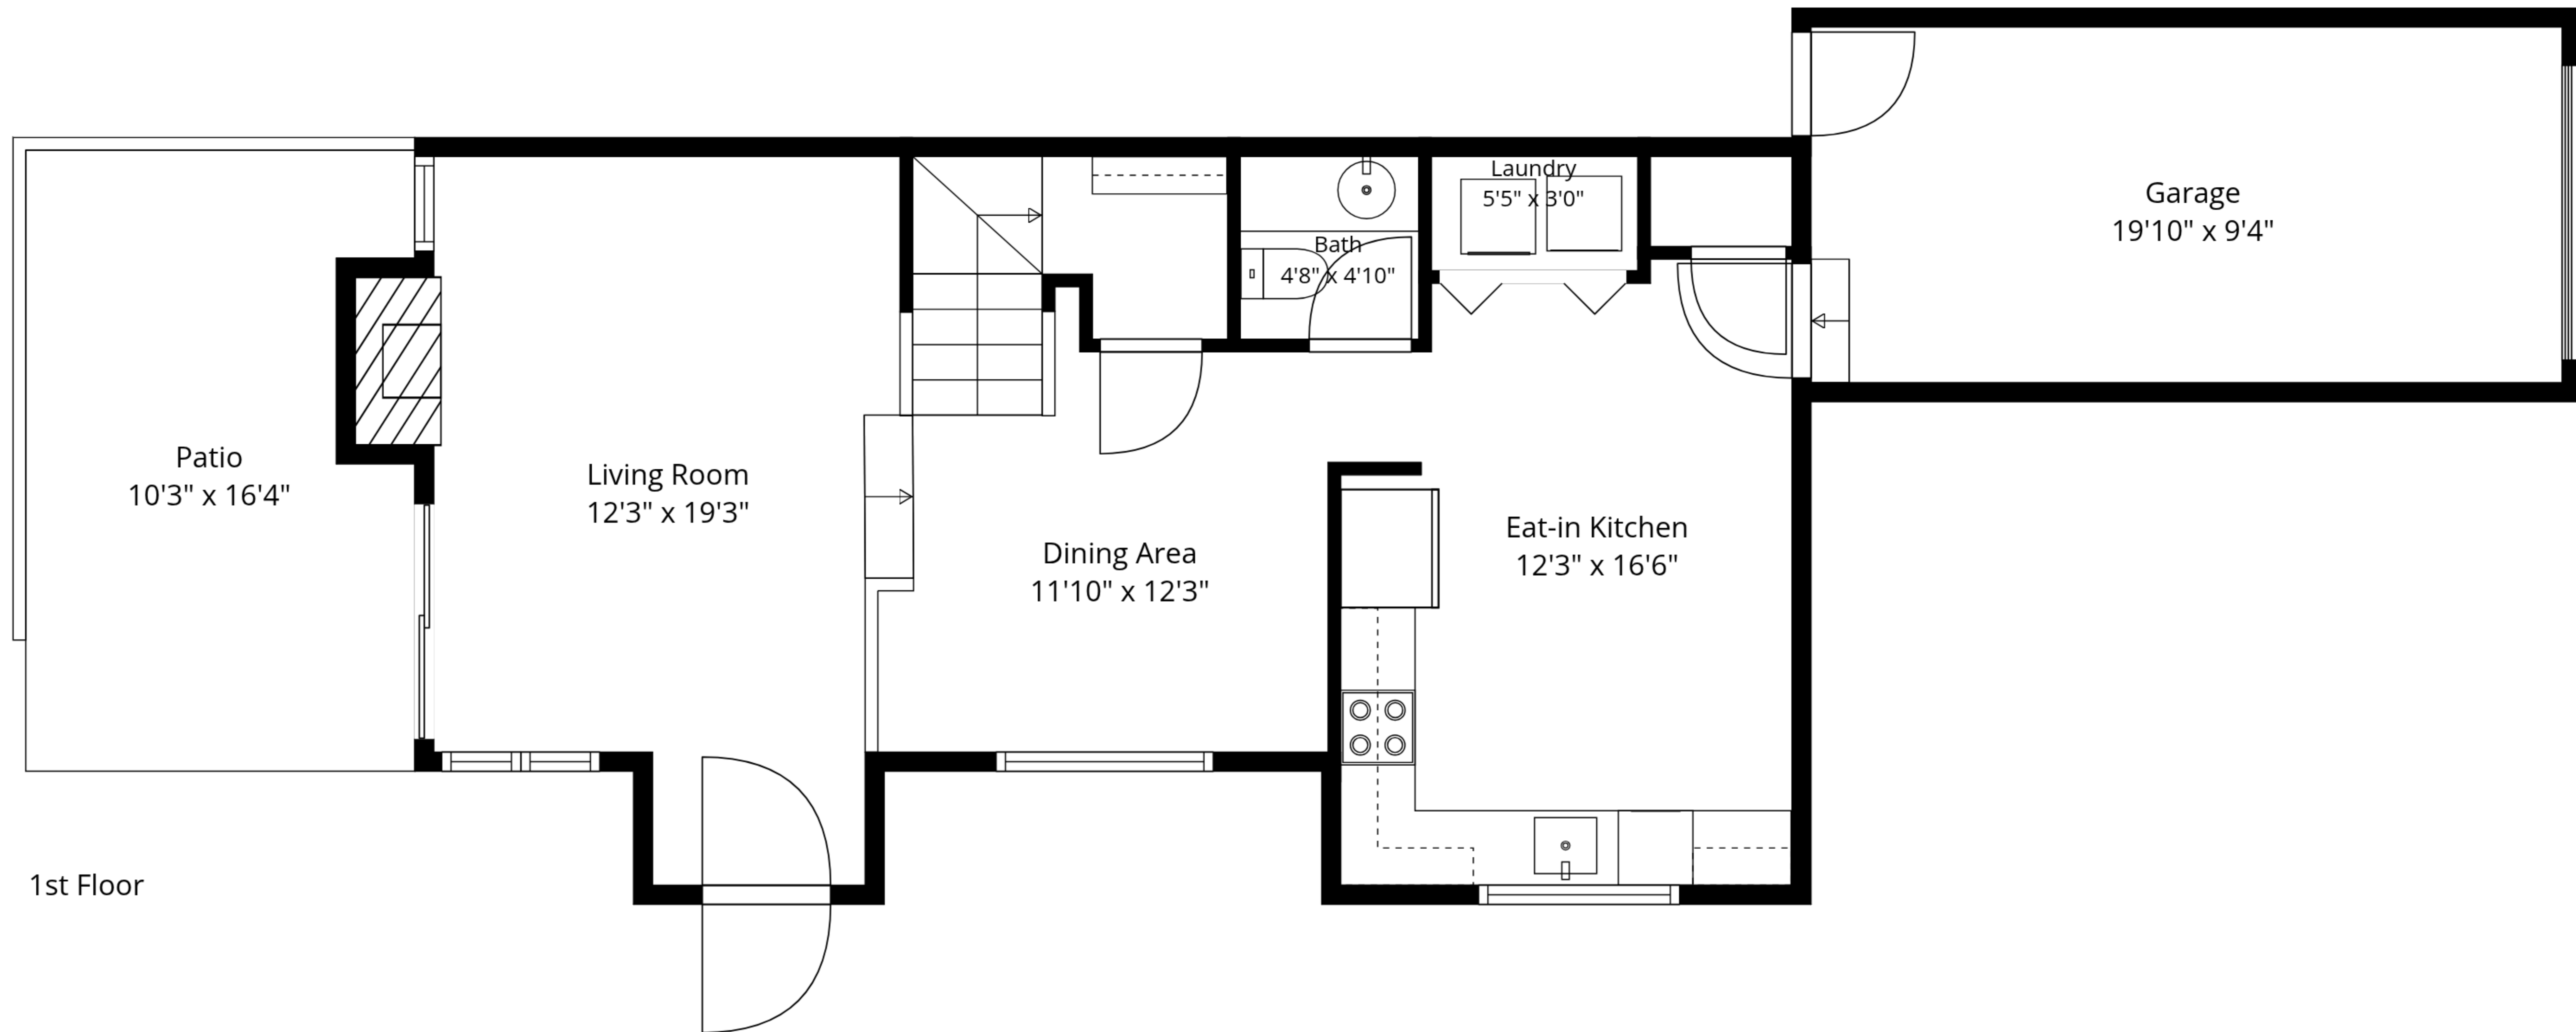 Laundry
5'5" x 3'0"
Garage
19'10" x 9'4"
Bath
4'8" x 4'10"
Patio
10'3" x 16'4"
Living Room
12'3" x 19'3"
Eat-in Kitchen
12'3" x 16'6"
Dining Area
11'10" x 12'3"
1st Floor